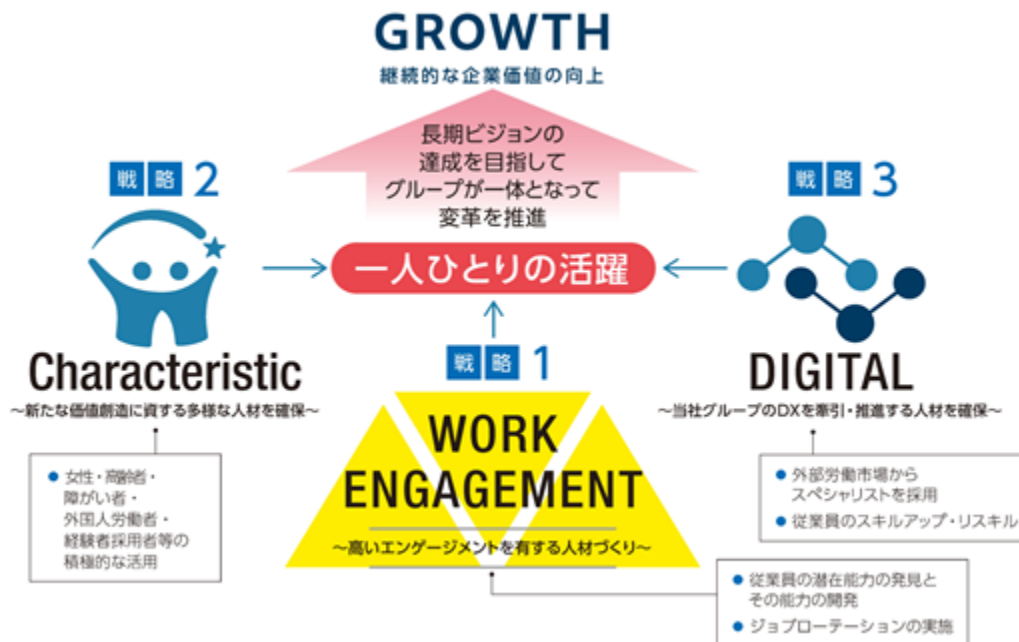 GROWTH
継続的な企業価値の向上
長期ビジョンの
達成を目指して
グループが一体となって
変革を推進
一人ひとりの活躍
戦略1
WORK
ENGAGEMENT
～高いエンゲージメントを有する人材づくり～
● 従業員の潜在能力の発見と
その能力の開発
● ジョブローテーションの実施
戦略2
Characteristic
～新たな価値創造に資する多様な人材を確保～
● 女性・高齢者・
障がい者・
外国人労働者・
経験者採用者等の
積極的な活用
戦略3
DIGITAL
～当社グループのDXを牽引・推進する人材を確保～
● 外部労働市場から
スペシャリストを採用
● 従業員のスキルアップ・リスキル